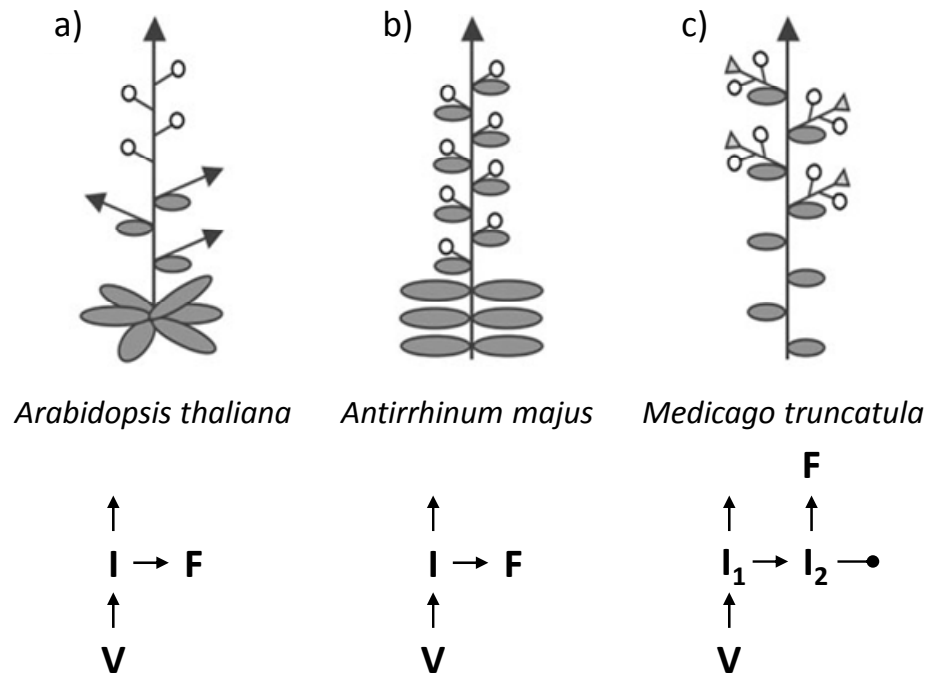 a) b) c)
Arabidopsis thaliana Antirrhinum majus Medicago truncatula
F
I F I F I₁ I₂
V V V